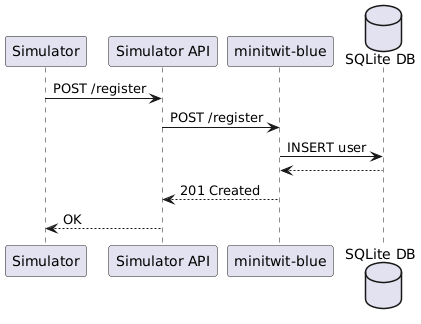 Simulator
Simulator API
minitwit-blue
SQLite DB
POST /register
POST /register
INSERT user
201 Created
OK
Simulator
Simulator API
minitwit-blue
SQLite DB